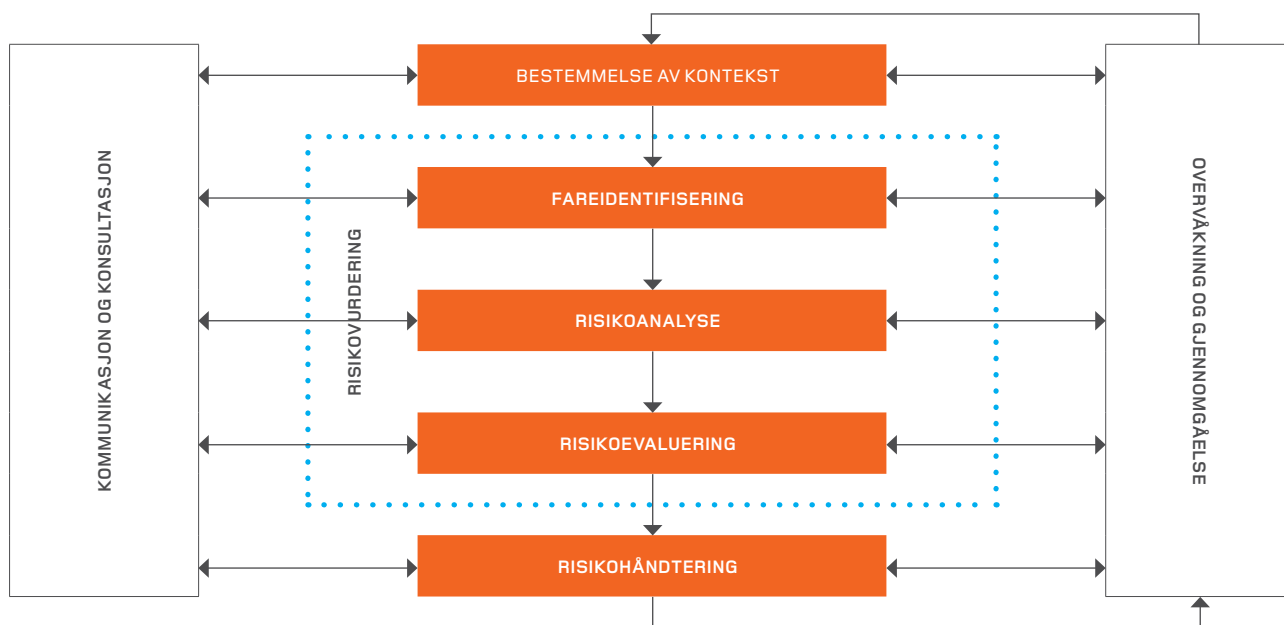 KOMMUNIKASJON OG KONSULTASJON
BESTEMMELSE AV KONTEKST
RISIKOVURDERING
FAREIDENTIFISERING
RISIKOANALYSE
RISIKOEVALUERING
RISIKOHÅNDTERING
OVERVÅKNING OG GJENNOMGÅELSE